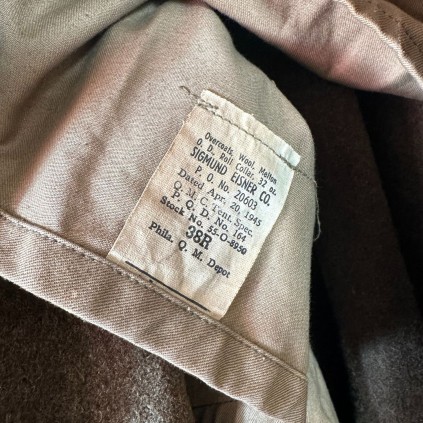 Overcoats, Wool, Melton
O. D., Roll Collar, 32 oz.
SIGMUND EISNER CO.
P. O. No. 20603
Dated Apr. 20, 1945
Q. M. C. Tent. Spec.
P. Q. D. No. 164
Stock No. 55-O-8950
38R
Phila. Q. M. Depot